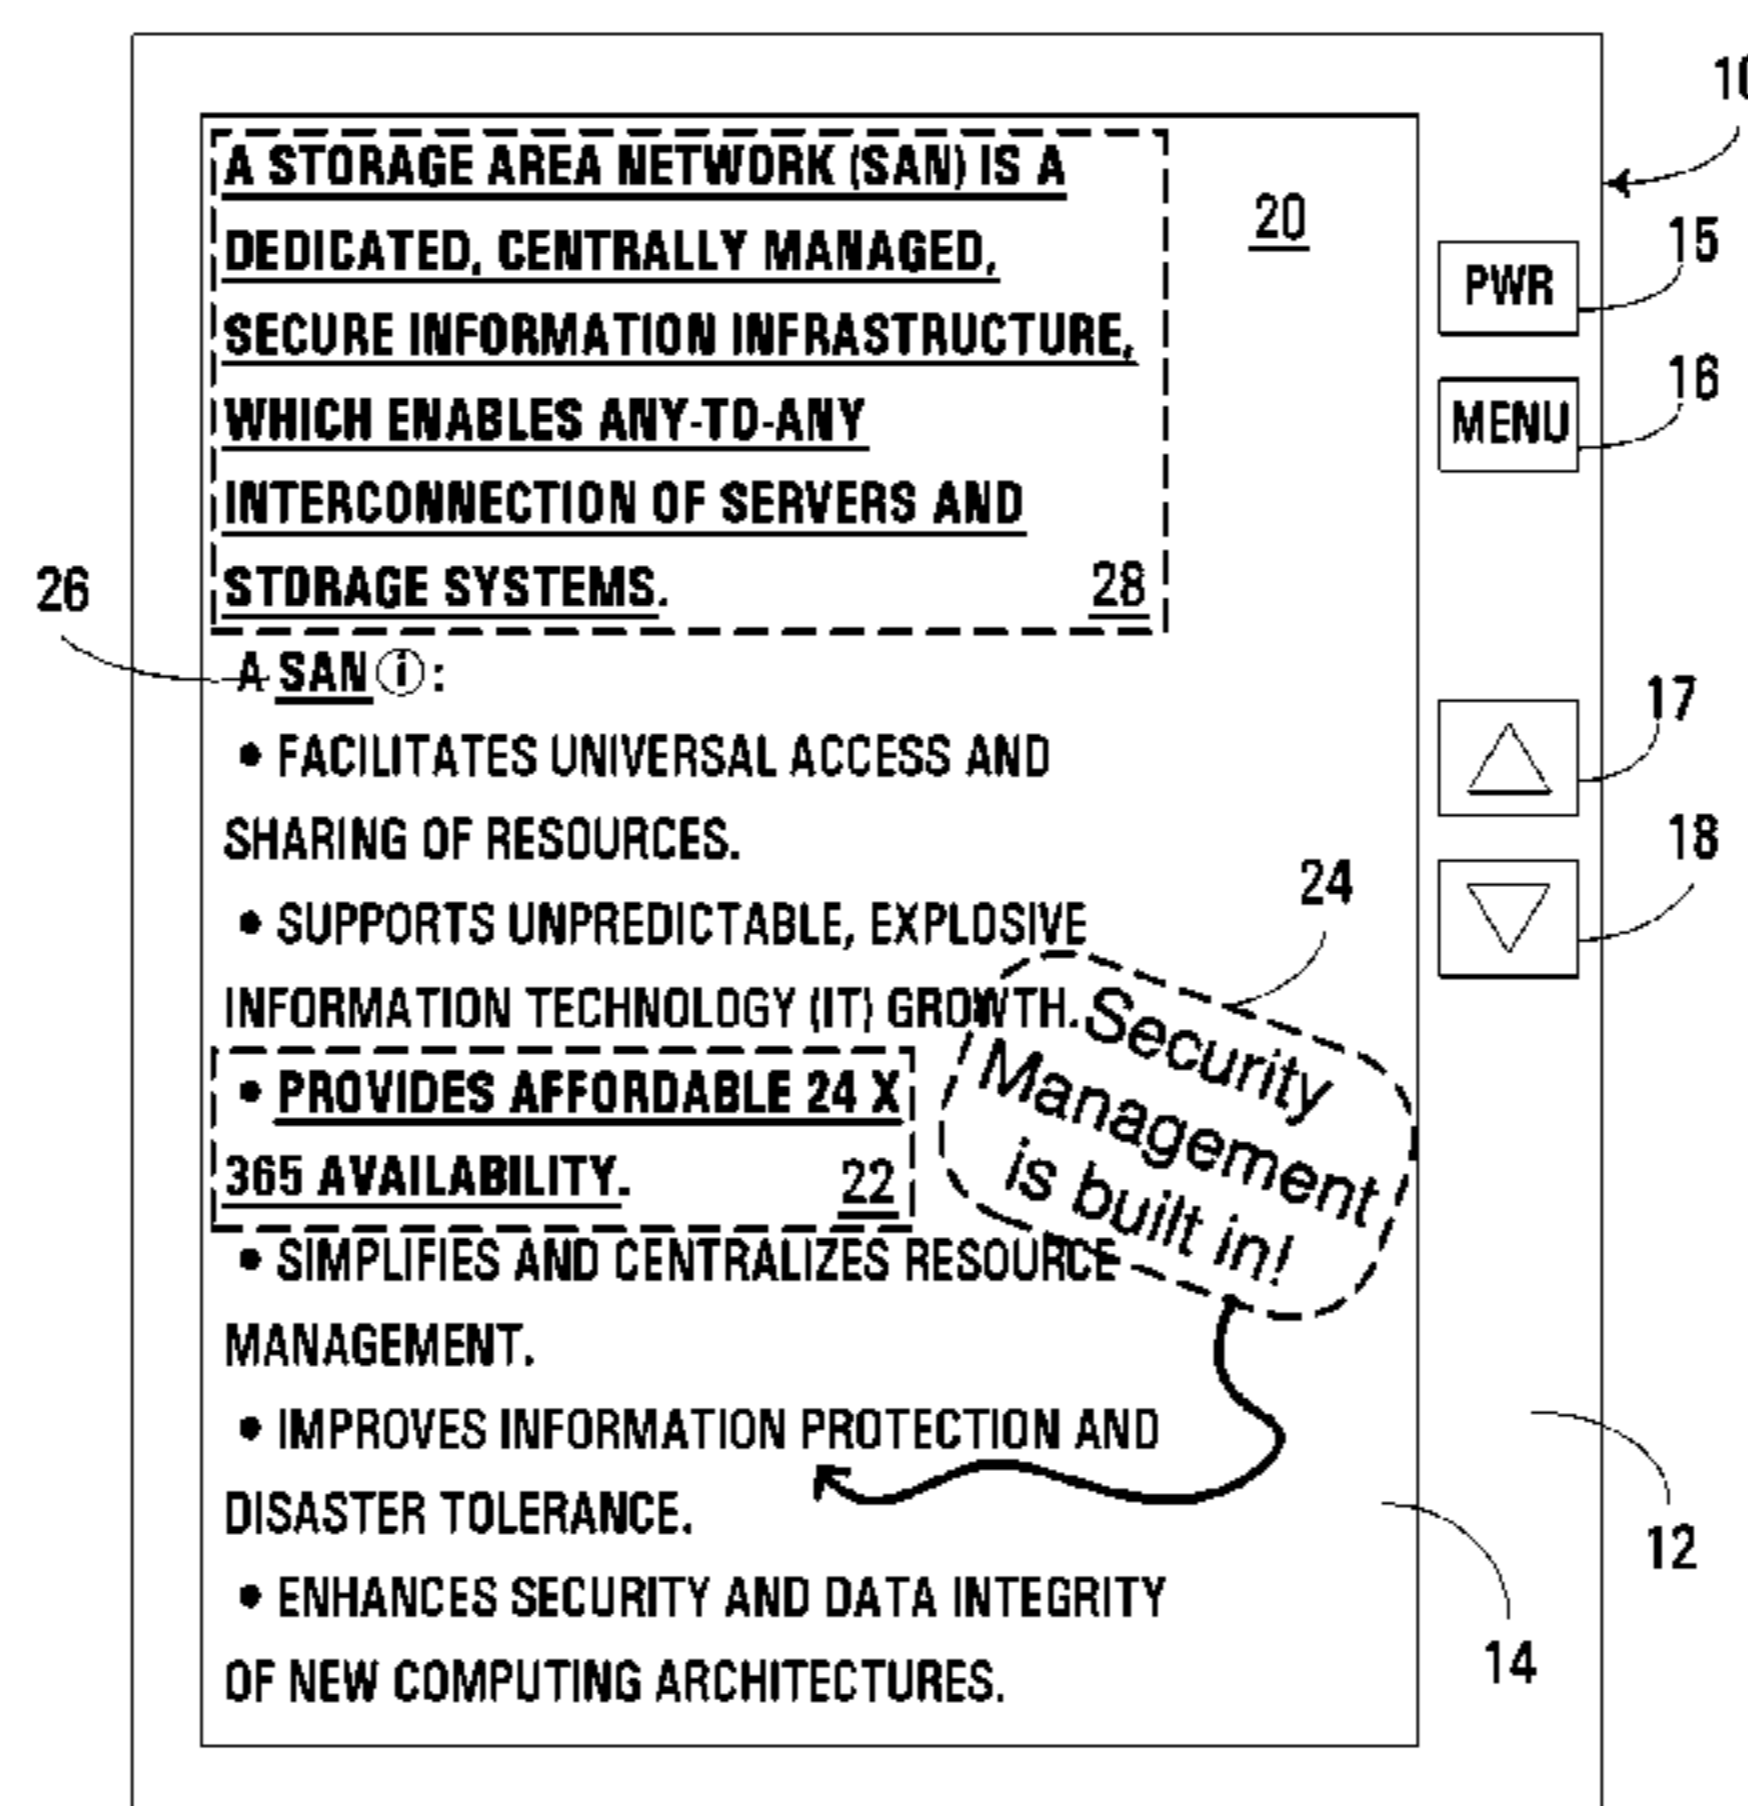 10
A STORAGE AREA NETWORK (SAN) IS A
20
15
DEDICATED, CENTRALLY MANAGED,
PWR
SECURE INFORMATION INFRASTRUCTURE,
16
WHICH ENABLES ANY-TO-ANY
MENU
INTERCONNECTION OF SERVERS AND
26
STORAGE SYSTEMS.
28
A SAN ⓘ:
17
• FACILITATES UNIVERSAL ACCESS AND
SHARING OF RESOURCES.
18
24
• SUPPORTS UNPREDICTABLE, EXPLOSIVE
INFORMATION TECHNOLOGY (IT) GROWTH.
Security
Management
is built in!
• PROVIDES AFFORDABLE 24 X
365 AVAILABILITY.
22
• SIMPLIFIES AND CENTRALIZES RESOURCE
MANAGEMENT.
• IMPROVES INFORMATION PROTECTION AND
DISASTER TOLERANCE.
12
• ENHANCES SECURITY AND DATA INTEGRITY
14
OF NEW COMPUTING ARCHITECTURES.